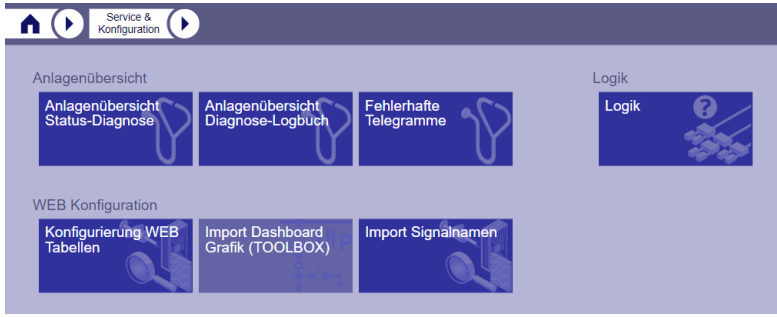 Service &
Konfiguration
Anlagenübersicht
Logik
Anlagenübersicht
Status-Diagnose
Anlagenübersicht
Diagnose-Logbuch
Fehlerhafte
Telegramme
Logik
?
WEB Konfiguration
Konfigurierung WEB
Tabellen
Import Dashboard
Grafik (TOOLBOX)
Import Signalnamen